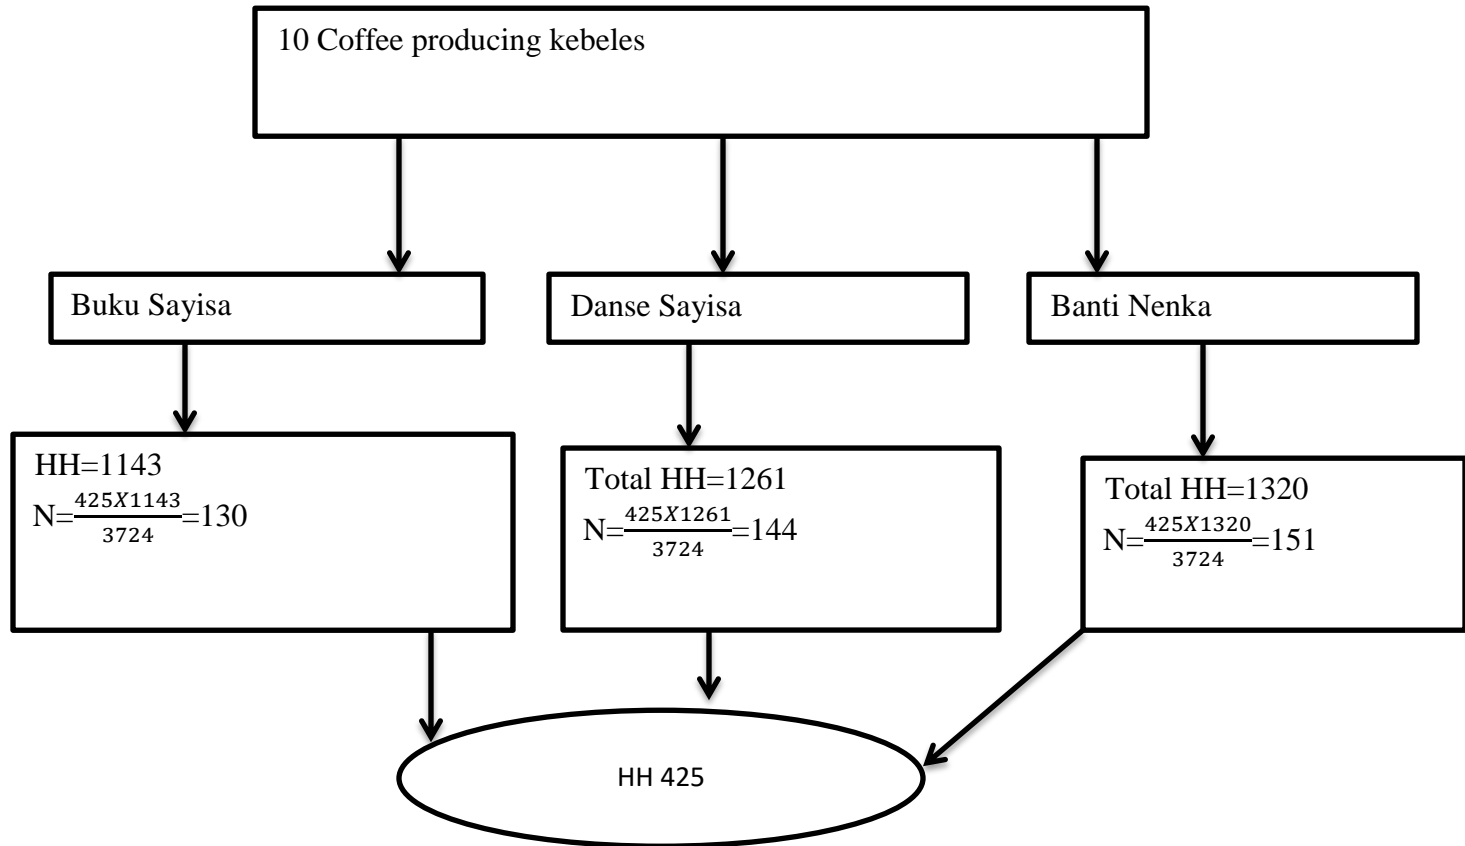 10 Coffee producing kebeles
Buku Sayisa
Danse Sayisa
Banti Nenka
HH=1143
N=425X1143/3724=130
Total HH=1261
N=425X1261/3724=144
Total HH=1320
N=425X1320/3724=151
HH 425